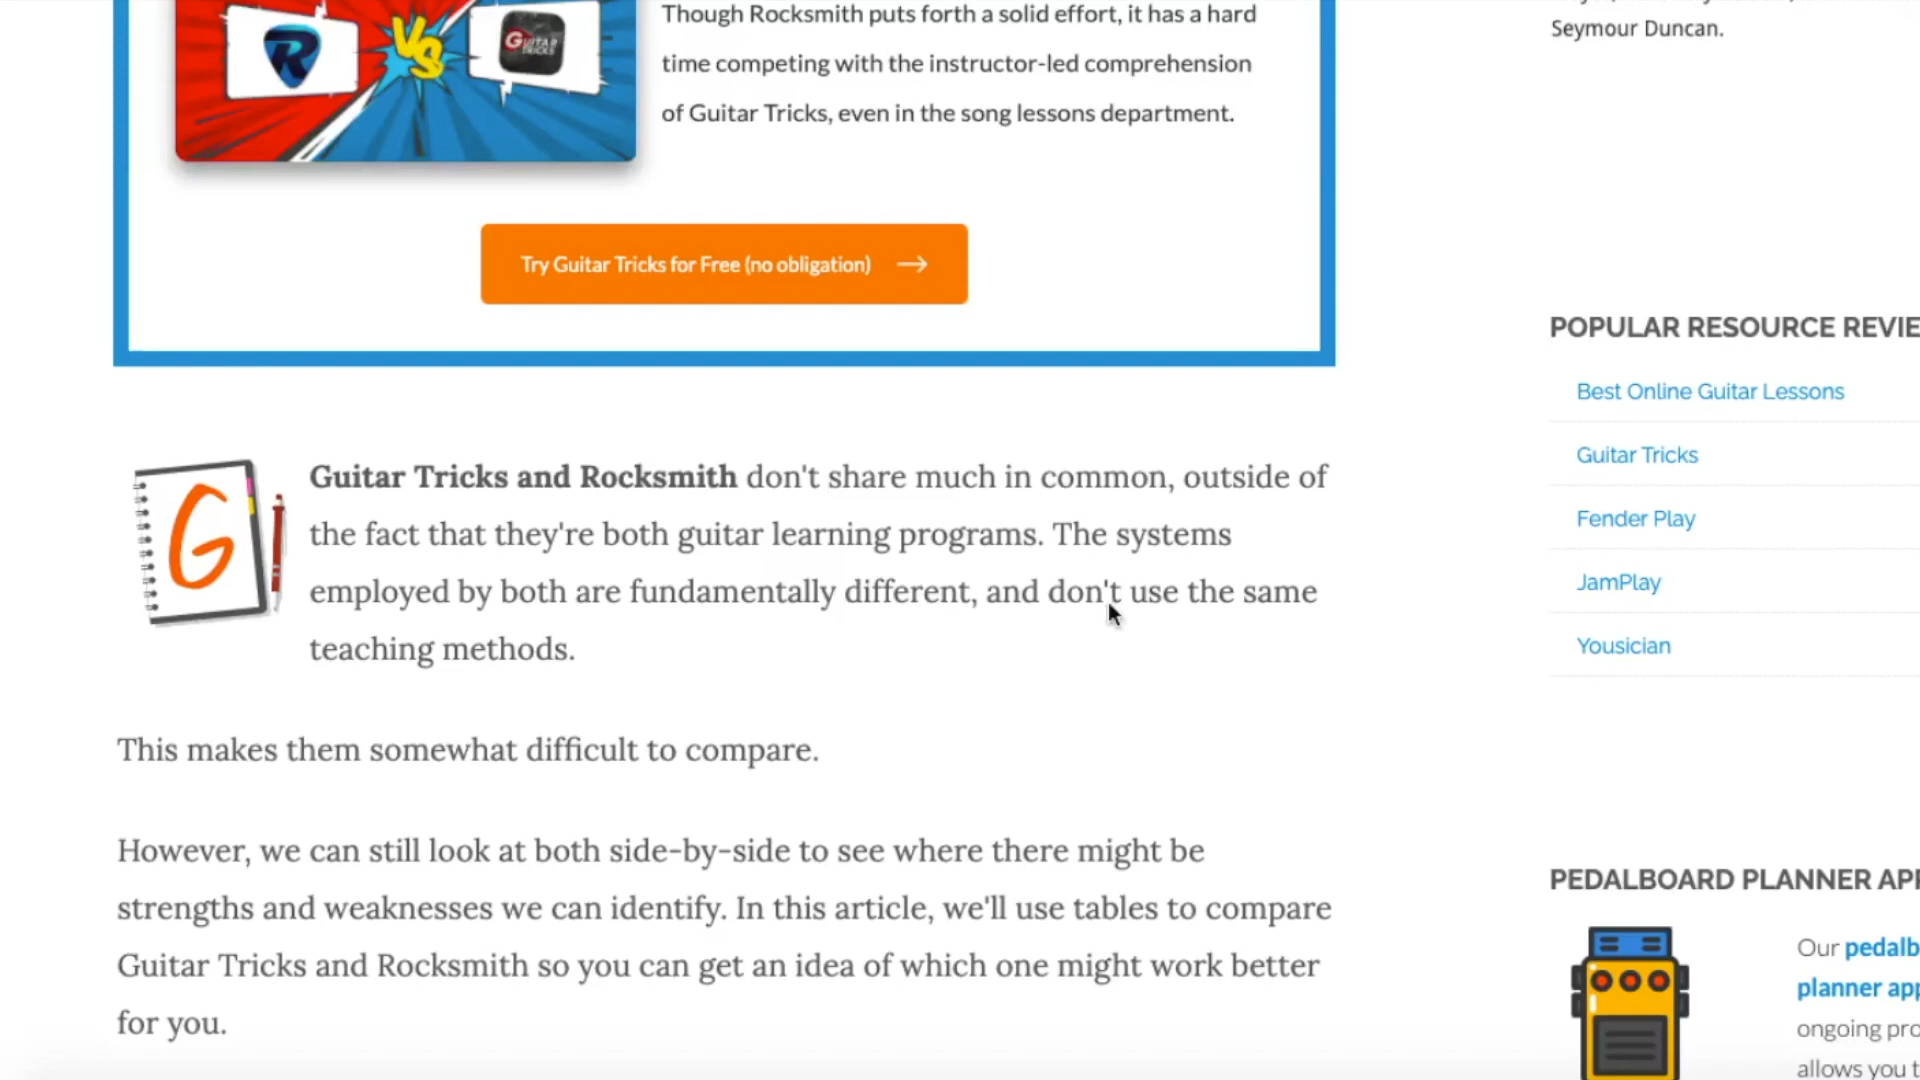 VS
GUITAR
TRICKS
Though Rocksmith puts forth a solid effort, it has a hard
time competing with the instructor-led comprehension
of Guitar Tricks, even in the song lessons department.
Try Guitar Tricks for Free (no obligation)
G
Guitar Tricks and Rocksmith don't share much in common, outside of
the fact that they're both guitar learning programs. The systems
employed by both are fundamentally different, and don't use the same
teaching methods.
This makes them somewhat difficult to compare.
However, we can still look at both side-by-side to see where there might be
strengths and weaknesses we can identify. In this article, we'll use tables to compare
Guitar Tricks and Rocksmith so you can get an idea of which one might work better
for you.
Seymour Duncan.
POPULAR RESOURCE REVIE
Best Online Guitar Lessons
Guitar Tricks
Fender Play
JamPlay
Yousician
PEDALBOARD PLANNER APP
Our pedalb
planner app
ongoing pro
allows you t